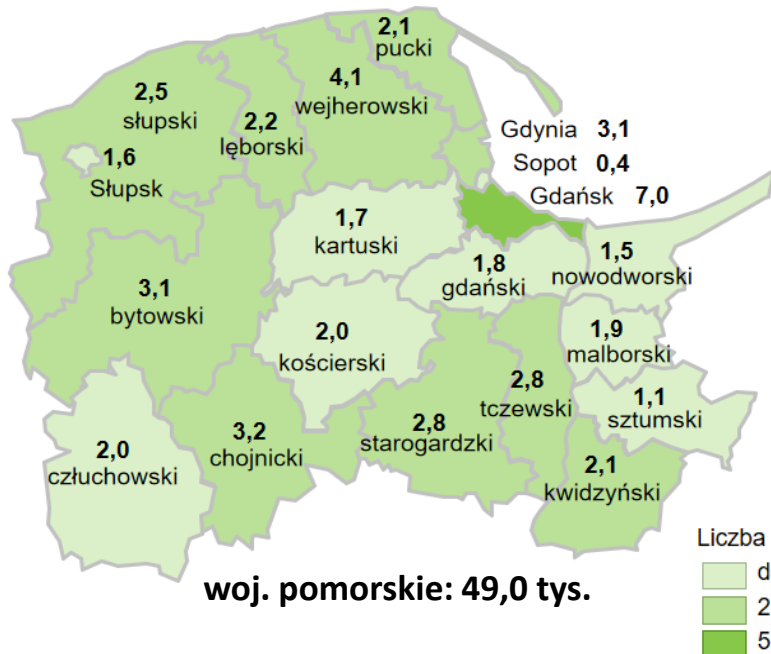 2,1
pucki
4,1
wejherowski
2,5
słupski
2,2
lęborski
1,6
Słupsk
Gdynia 3,1
Sopot 0,4
Gdańsk 7,0
1,7
kartuski
1,8
gdański
1,5
nowodworski
3,1
bytowski
2,0
kościerski
1,9
malborski
2,8
tczewski
1,1
sztumski
2,0
człuchowski
3,2
chojnicki
2,8
starogardzki
2,1
kwidzyński
woj. pomorskie: 49,0 tys.
Liczba
d
2
5